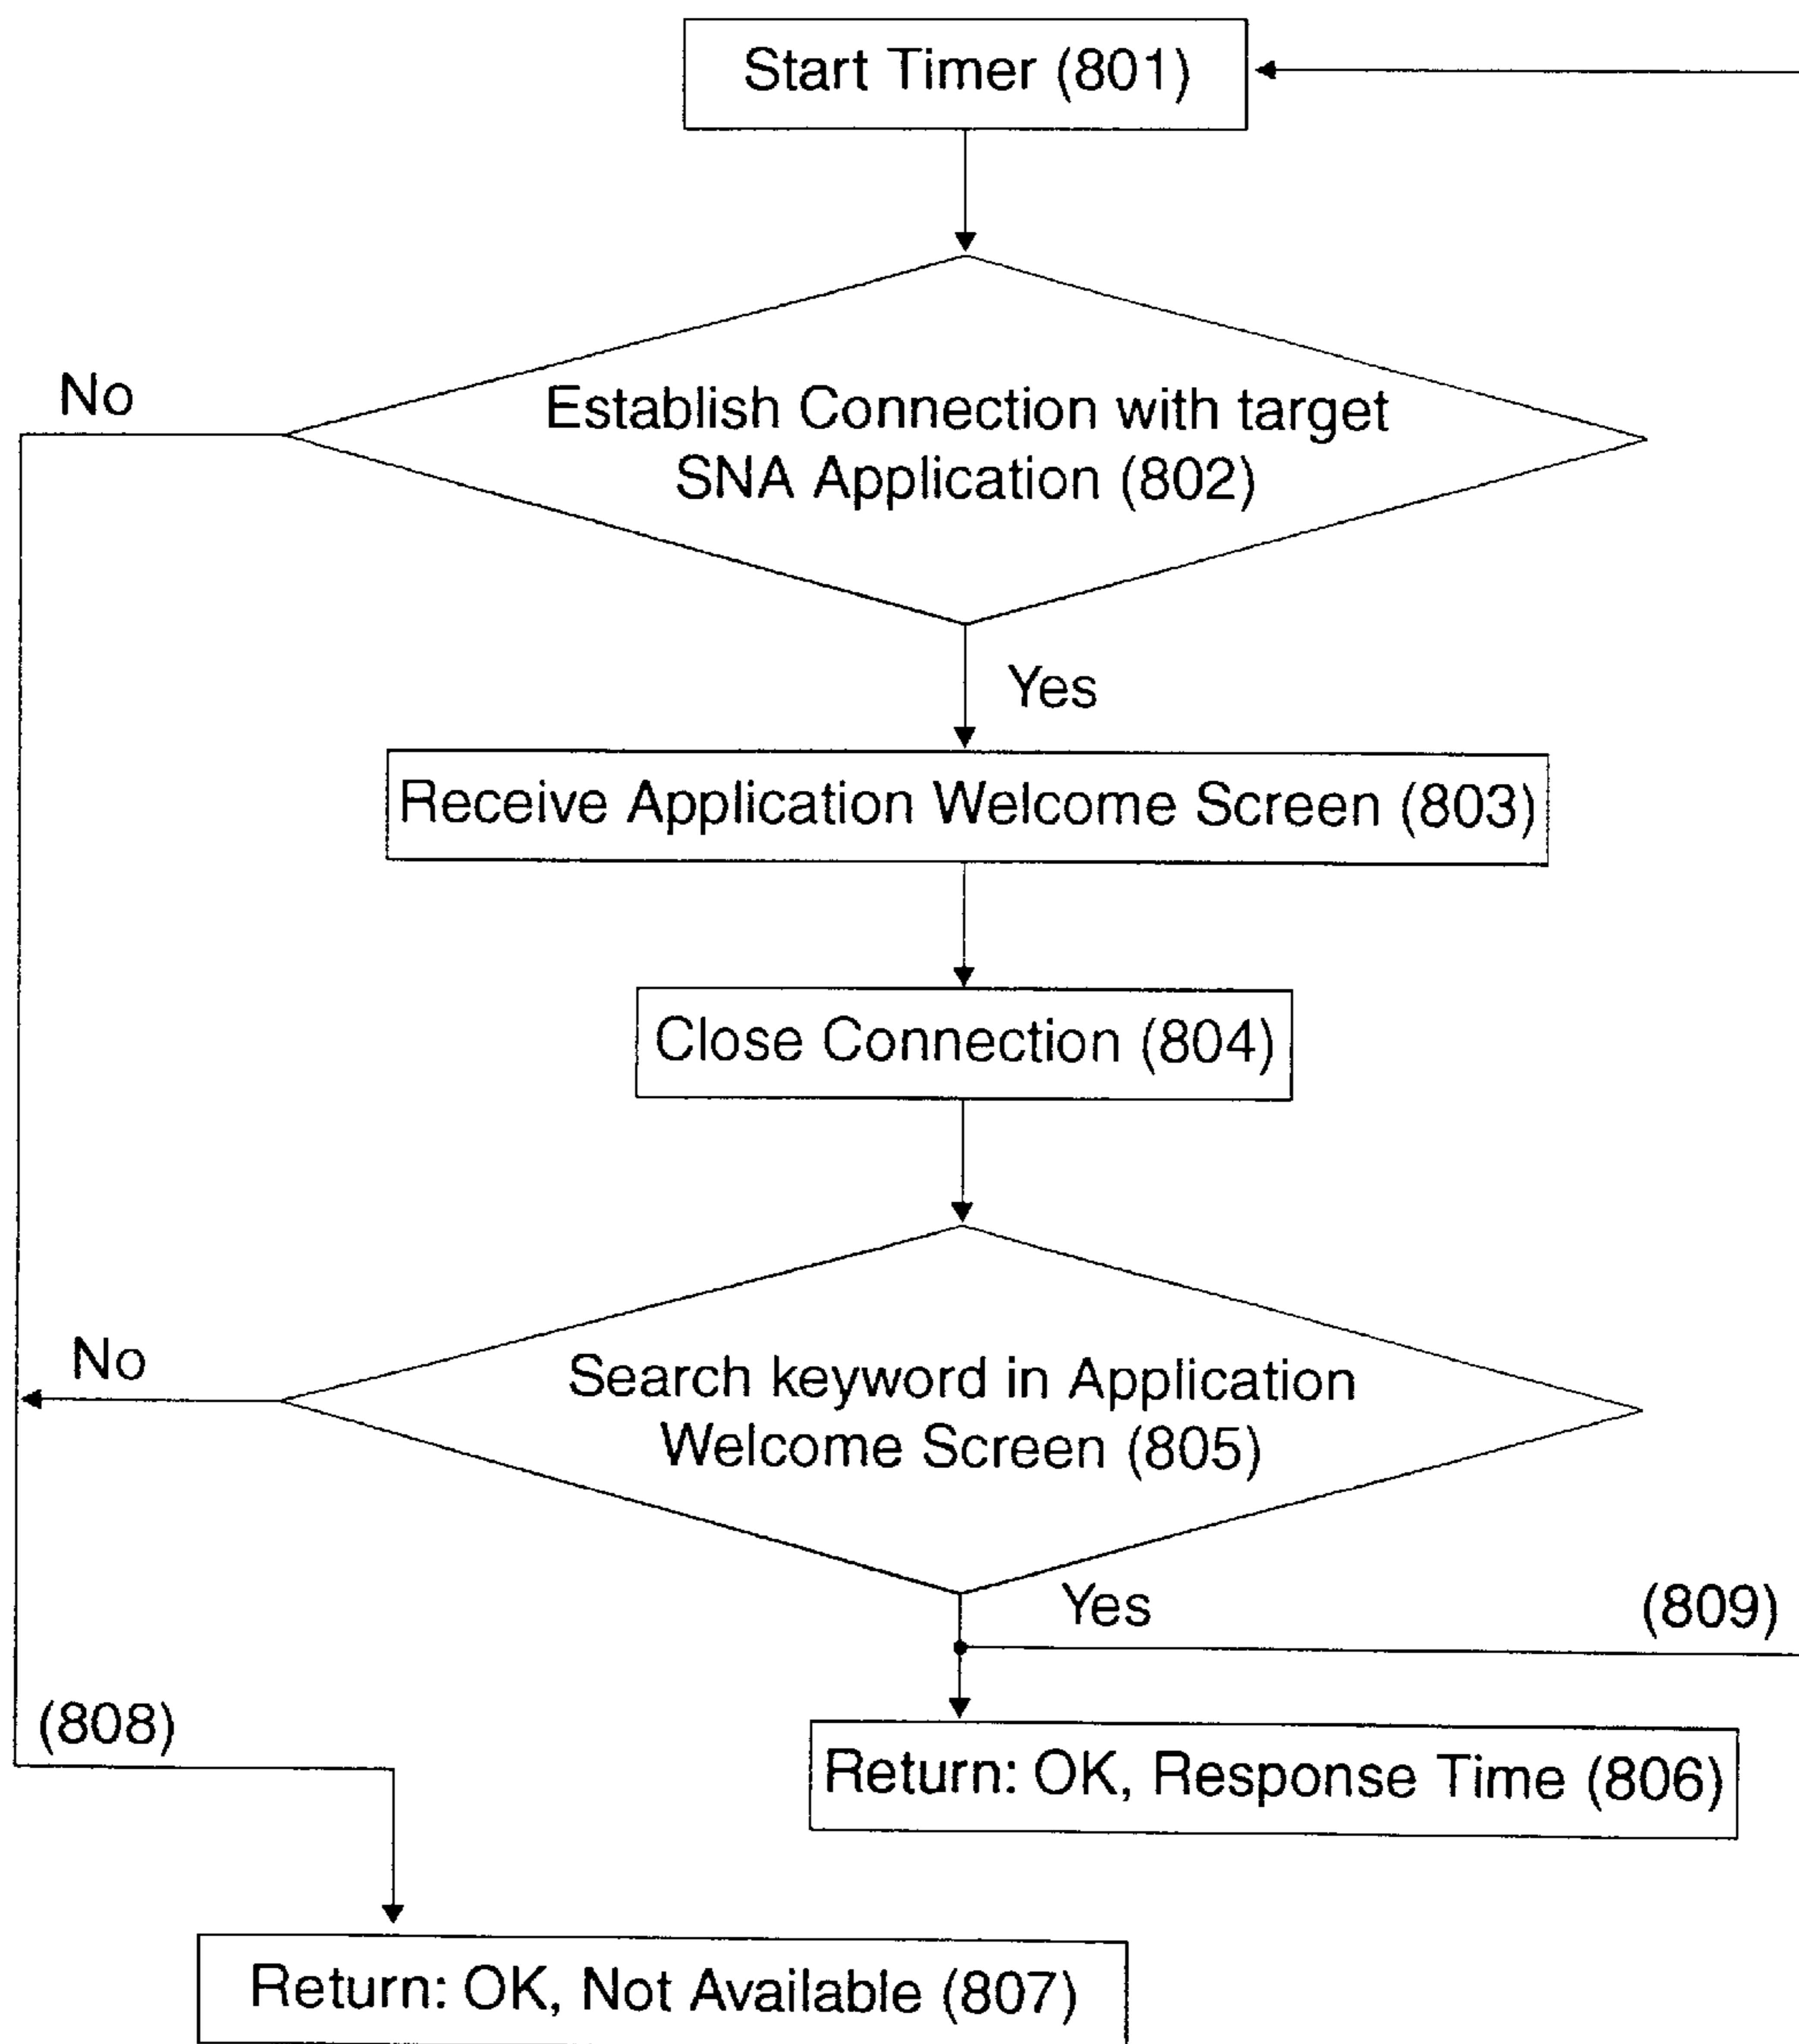 Start Timer (801)
No
Establish Connection with target
SNA Application (802)
Yes
Receive Application Welcome Screen (803)
Close Connection (804)
No
Search keyword in Application
Welcome Screen (805)
Yes
(809)
(808)
Return: OK, Response Time (806)
Return: OK, Not Available (807)